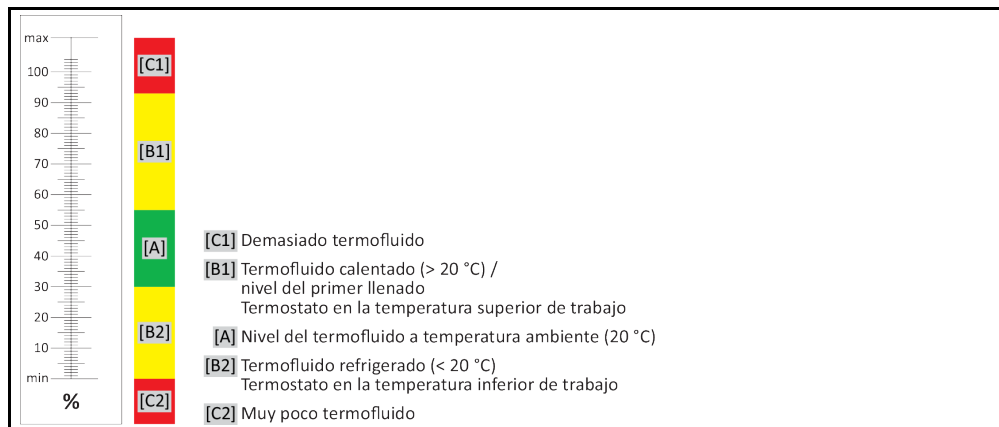 max
100
90
80
70
60
50
40
30
20
10
min
%
[C1]
[B1]
[A]
[B2]
[C2]
[C1] Demasiado termofluido
[B1] Termofluido calentado (> 20 °C) /
nivel del primer llenado
Termostato en la temperatura superior de trabajo
[A] Nivel del termofluido a temperatura ambiente (20 °C)
[B2] Termofluido refrigerado (< 20 °C)
Termostato en la temperatura inferior de trabajo
[C2] Muy poco termofluido